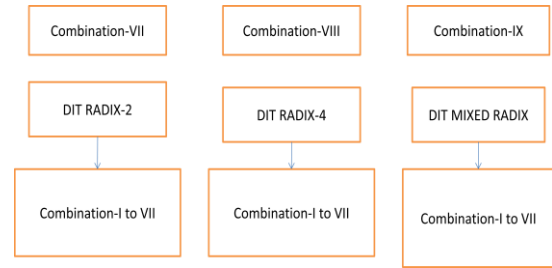 Combination-VII
Combination-VIII
Combination-IX
DIT RADIX-2
DIT RADIX-4
DIT MIXED RADIX
Combination-I to VII
Combination-I to VII
Combination-I to VII